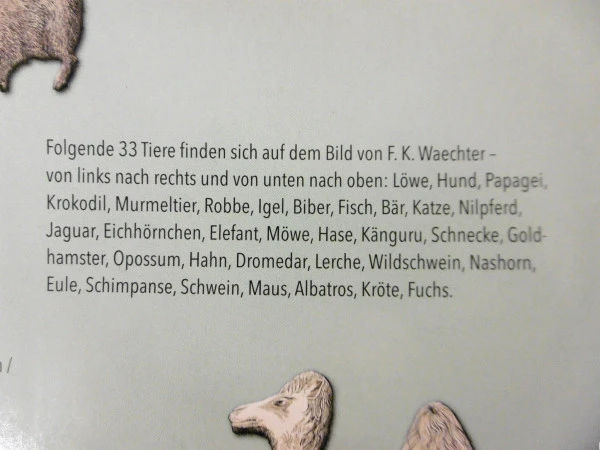 Folgende 33 Tiere finden sich auf dem Bild von F. K. Waechter –
von links nach rechts und von unten nach oben: Löwe, Hund, Papagei,
Krokodil, Murmeltier, Robbe, Igel, Biber, Fisch, Bär, Katze, Nilpferd,
Jaguar, Eichhörnchen, Elefant, Möwe, Hase, Känguru, Schnecke, Gold-
hamster, Opossum, Hahn, Dromedar, Lerche, Wildschwein, Nashorn,
Eule, Schimpanse, Schwein, Maus, Albatros, Kröte, Fuchs.